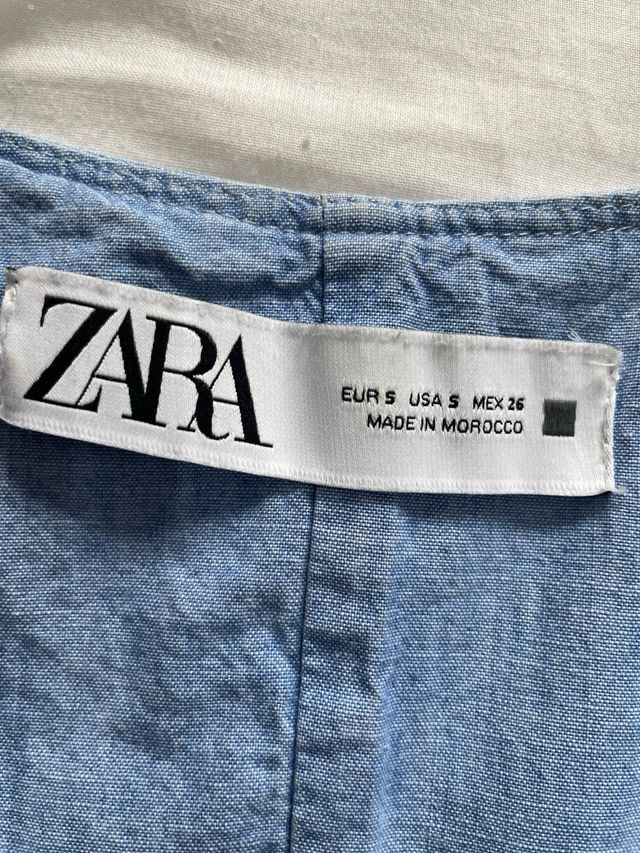 ZARA
EUR S USA S MEX 26
MADE IN MOROCCO